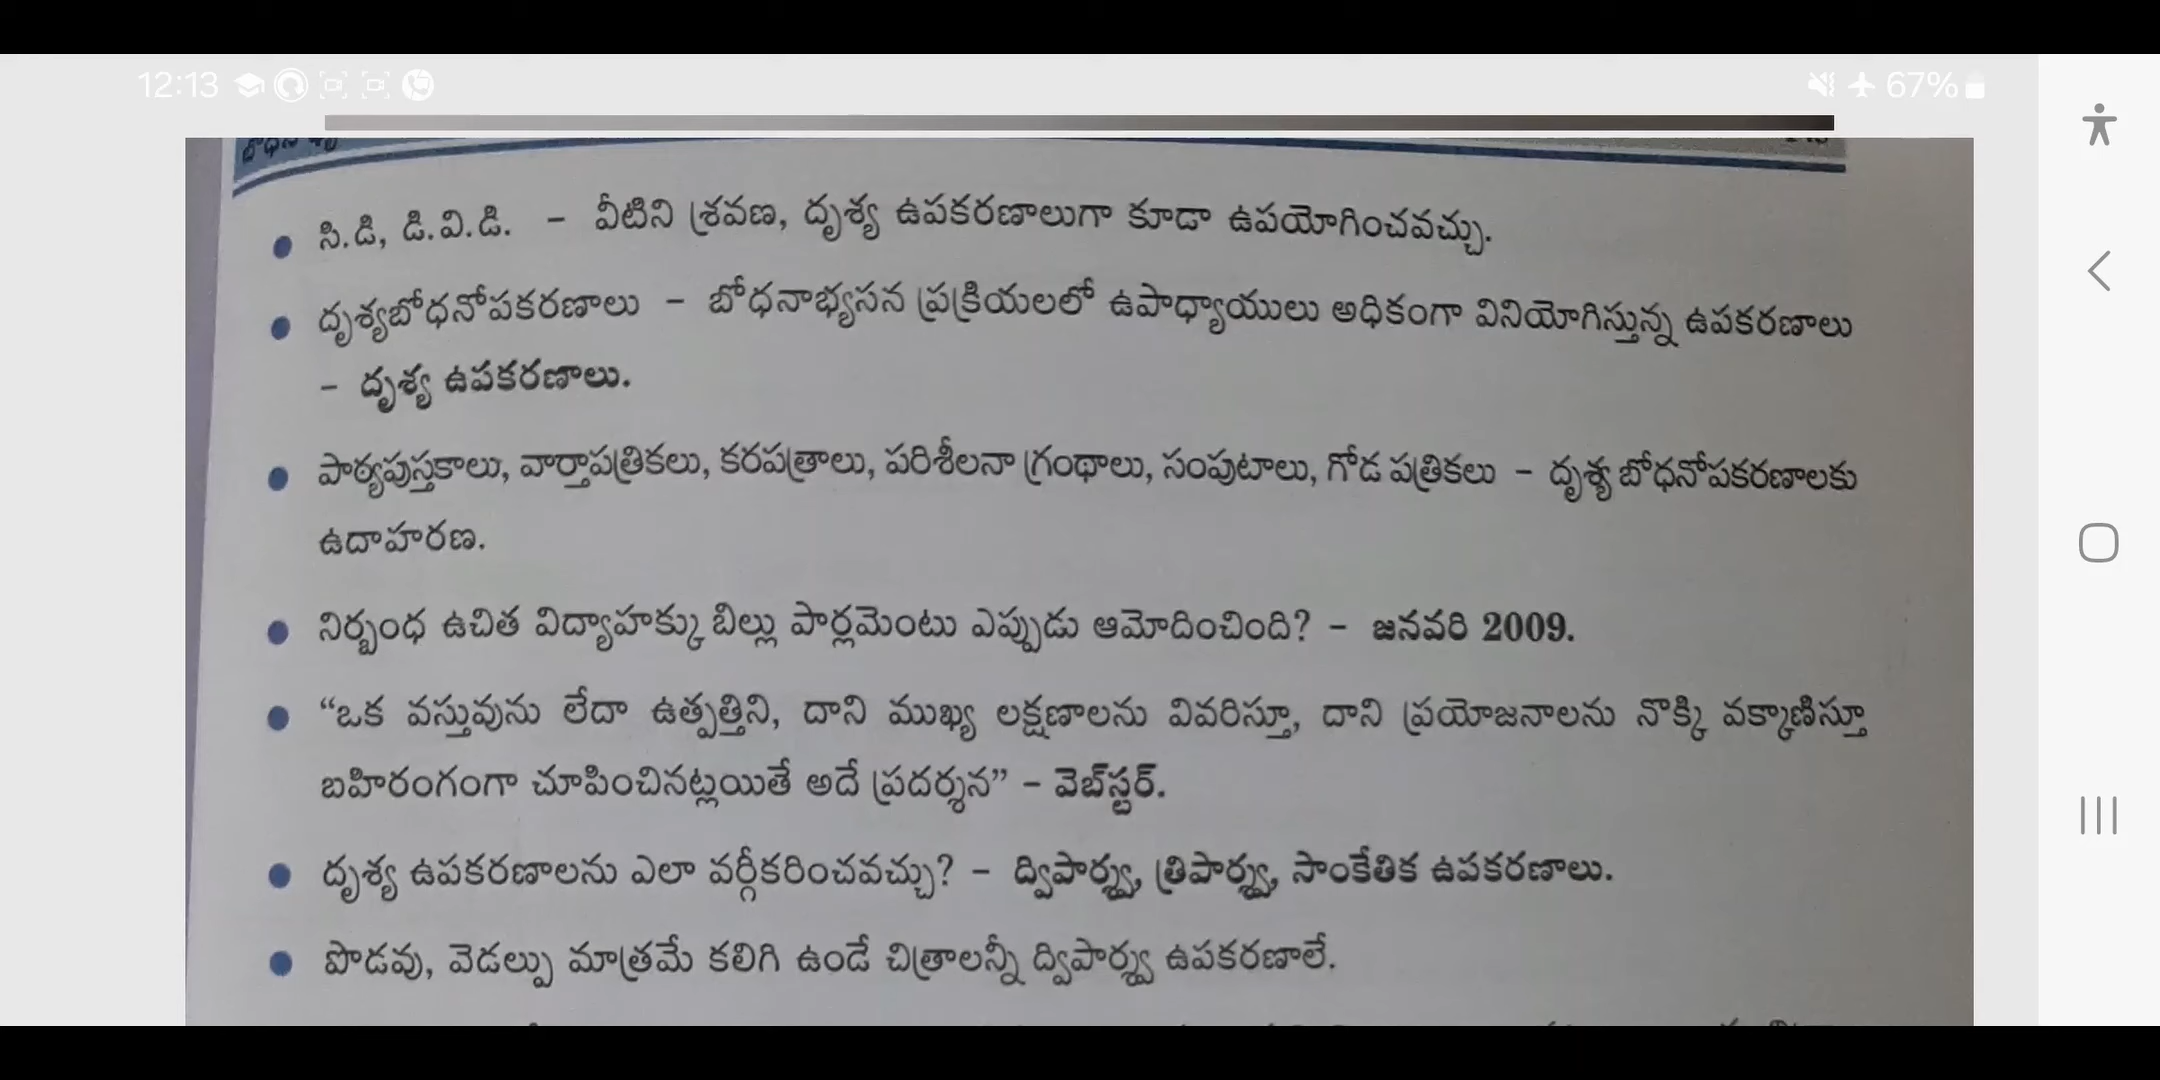 12:13
67%
సి.డి, డి.వి.డి. - వీటిని శ్రవణ, దృశ్య ఉపకరణాలుగా కూడా ఉపయోగించవచ్చు.
దృశ్యబోధనోపకరణాలు - బోధనాభ్యసన ప్రక్రియలలో ఉపాధ్యాయులు అధికంగా వినియోగిస్తున్న ఉపకరణాలు
- దృశ్య ఉపకరణాలు.
పాఠ్యపుస్తకాలు, వార్తాపత్రికలు, కరపత్రాలు, పరిశీలనా గ్రంథాలు, సంపుటాలు, గోడ పత్రికలు - దృశ్య బోధనోపకరణాలకు
ఉదాహరణ.
నిర్బంధ ఉచిత విద్యాహక్కు బిల్లు పార్లమెంటు ఎప్పుడు ఆమోదించింది? - జనవరి 2009.
“ఒక వస్తువును లేదా ఉత్పత్తిని, దాని ముఖ్య లక్షణాలను వివరిస్తూ, దాని ప్రయోజనాలను నొక్కి వక్కాణిస్తూ
బహిరంగంగా చూపించినట్లయితే అదే ప్రదర్శన” - వెబ్‌స్టర్.
దృశ్య ఉపకరణాలను ఎలా వర్గీకరించవచ్చు? - ద్విపార్శ్వ, త్రిపార్శ్వ, సాంకేతిక ఉపకరణాలు.
పొడవు, వెడల్పు మాత్రమే కలిగి ఉండే చిత్రాలన్నీ ద్విపార్శ్వ ఉపకరణాలే.